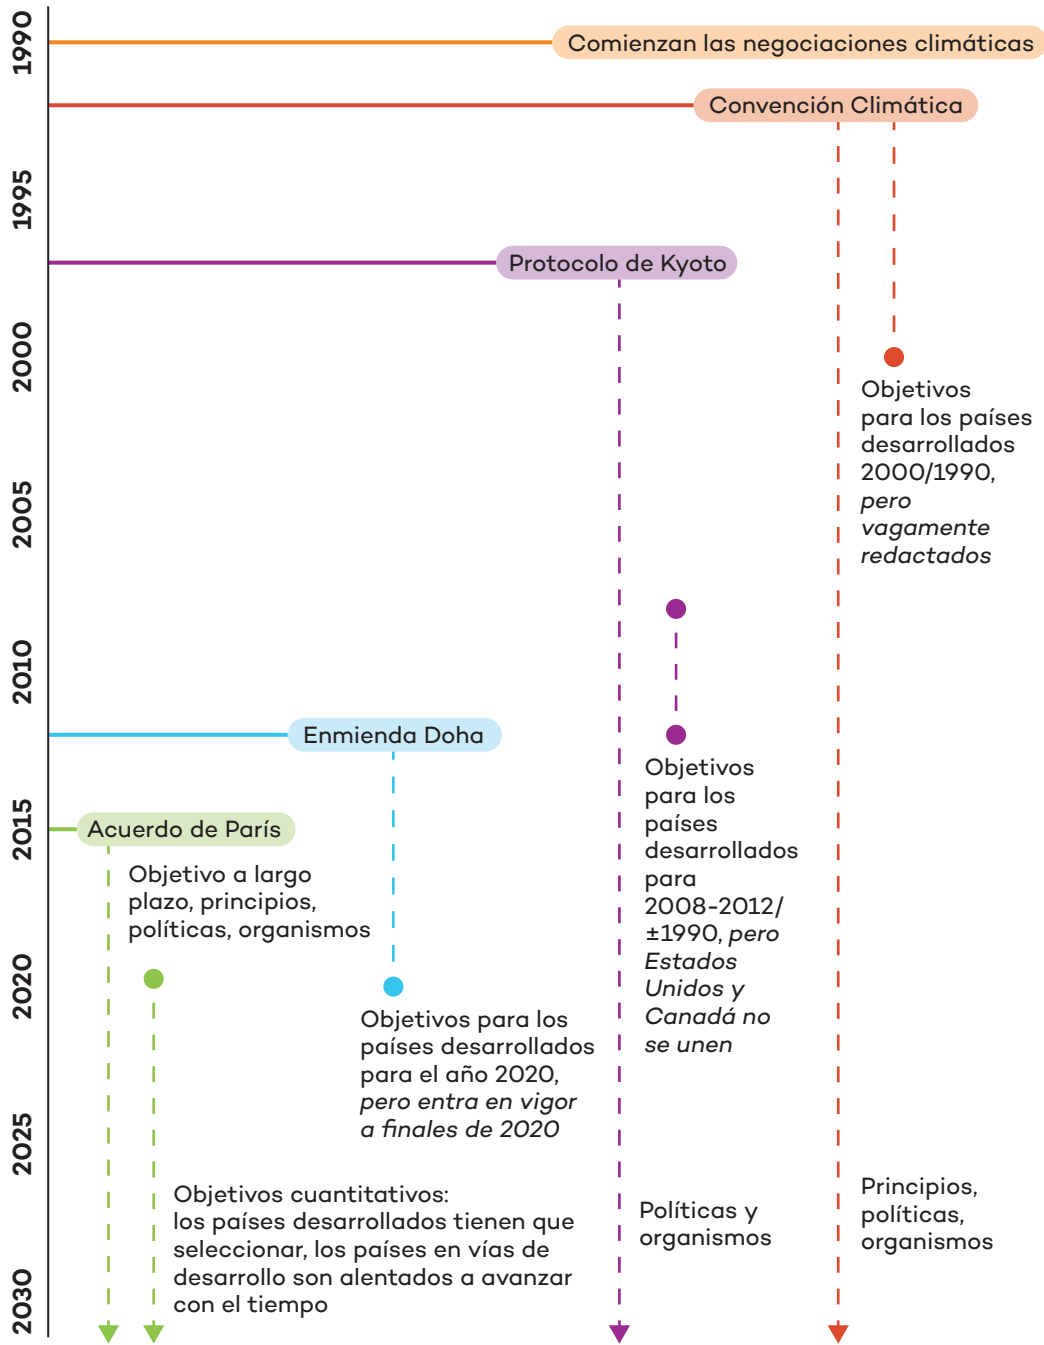 1990
Comienzan las negociaciones climáticas
Convención Climática
1995
Protocolo de Kyoto
2000
Objetivos
para los países
desarrollados
2000/1990,
pero
vagamente
redactados
2005
2010
Enmienda Doha
Objetivos
para los
países
desarrollados
para
2008-2012/
±1990, pero
Estados
Unidos y
Canadá no
se unen
2015
Acuerdo de París
Objetivo a largo
plazo, principios,
políticas, organismos
2020
Objetivos para los
países desarrollados
para el año 2020,
pero entra en vigor
a finales de 2020
2025
Objetivos cuantitativos:
los países desarrollados tienen que
seleccionar, los países en vías de
desarrollo son alentados a avanzar
con el tiempo
Políticas y
organismos
Principios,
políticas,
organismos
2030